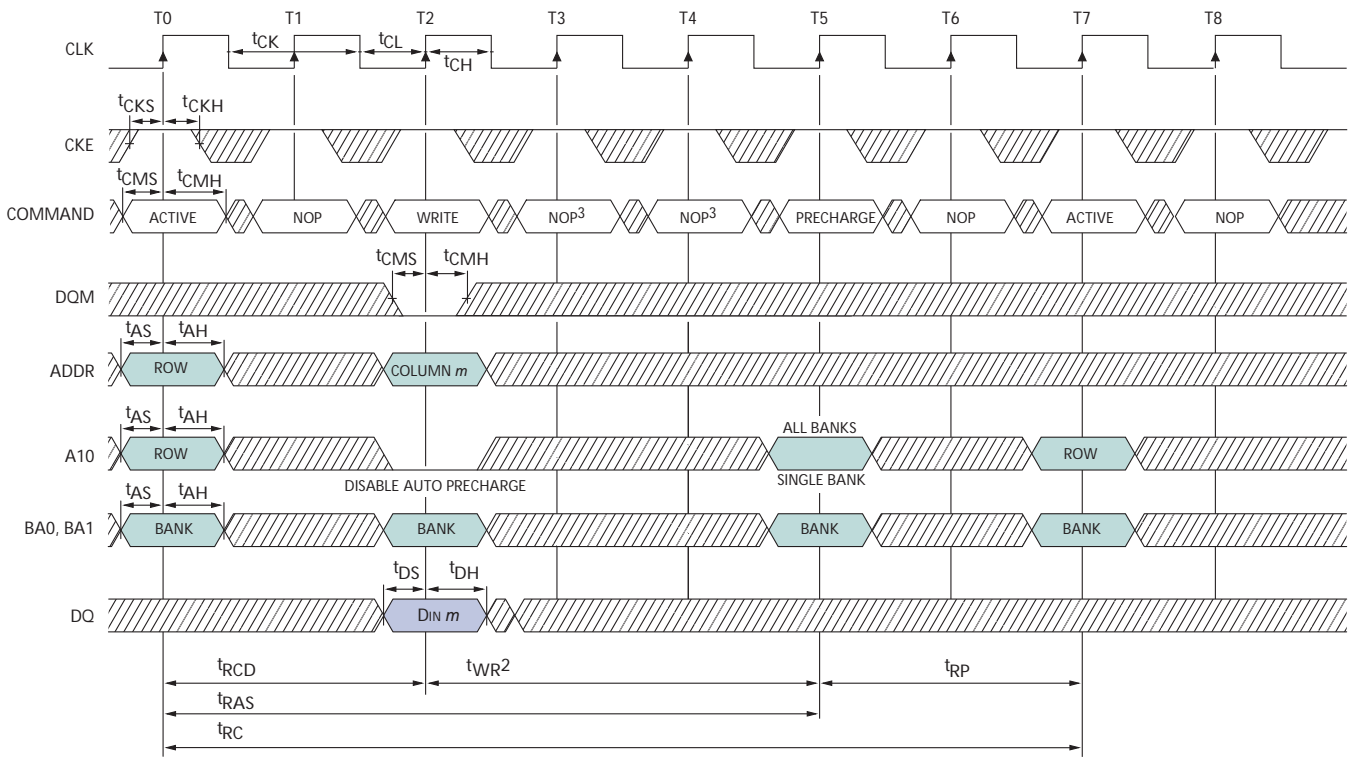 T0 T1 T2 T3 T4 T5 T6 T7 T8
CLK tCK tCL tCH
tCKS tCKH
CKE
tCMS tCMH
COMMAND ACTIVE NOP WRITE NOP3 NOP3 PRECHARGE NOP ACTIVE NOP
tCMS tCMH
DQM
tAS tAH
ADDR ROW COLUMN m
tAS tAH ALL BANKS
A10 ROW ROW
DISABLE AUTO PRECHARGE SINGLE BANK
tAS tAH
BA0, BA1 BANK BANK BANK BANK
tDS tDH
DQ DIN m
tRCD tWR2 tRP
tRAS
tRC